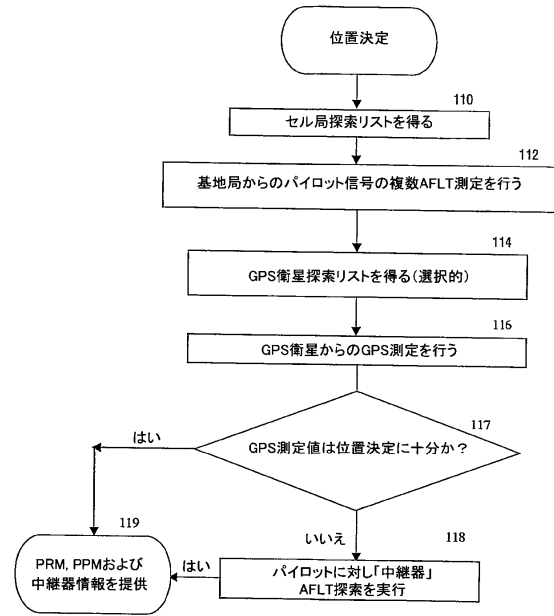 位置決定
110
セル局探索リストを得る
112
基地局からのパイロット信号の複数AFLT測定を行う
114
GPS衛星探索リストを得る(選択的)
116
GPS衛星からのGPS測定を行う
117
はい
GPS測定値は位置決定に十分か?
119
いいえ
118
PRM, PPMおよび
中継器情報を提供
はい
パイロットに対し「中継器」
AFLT探索を実行